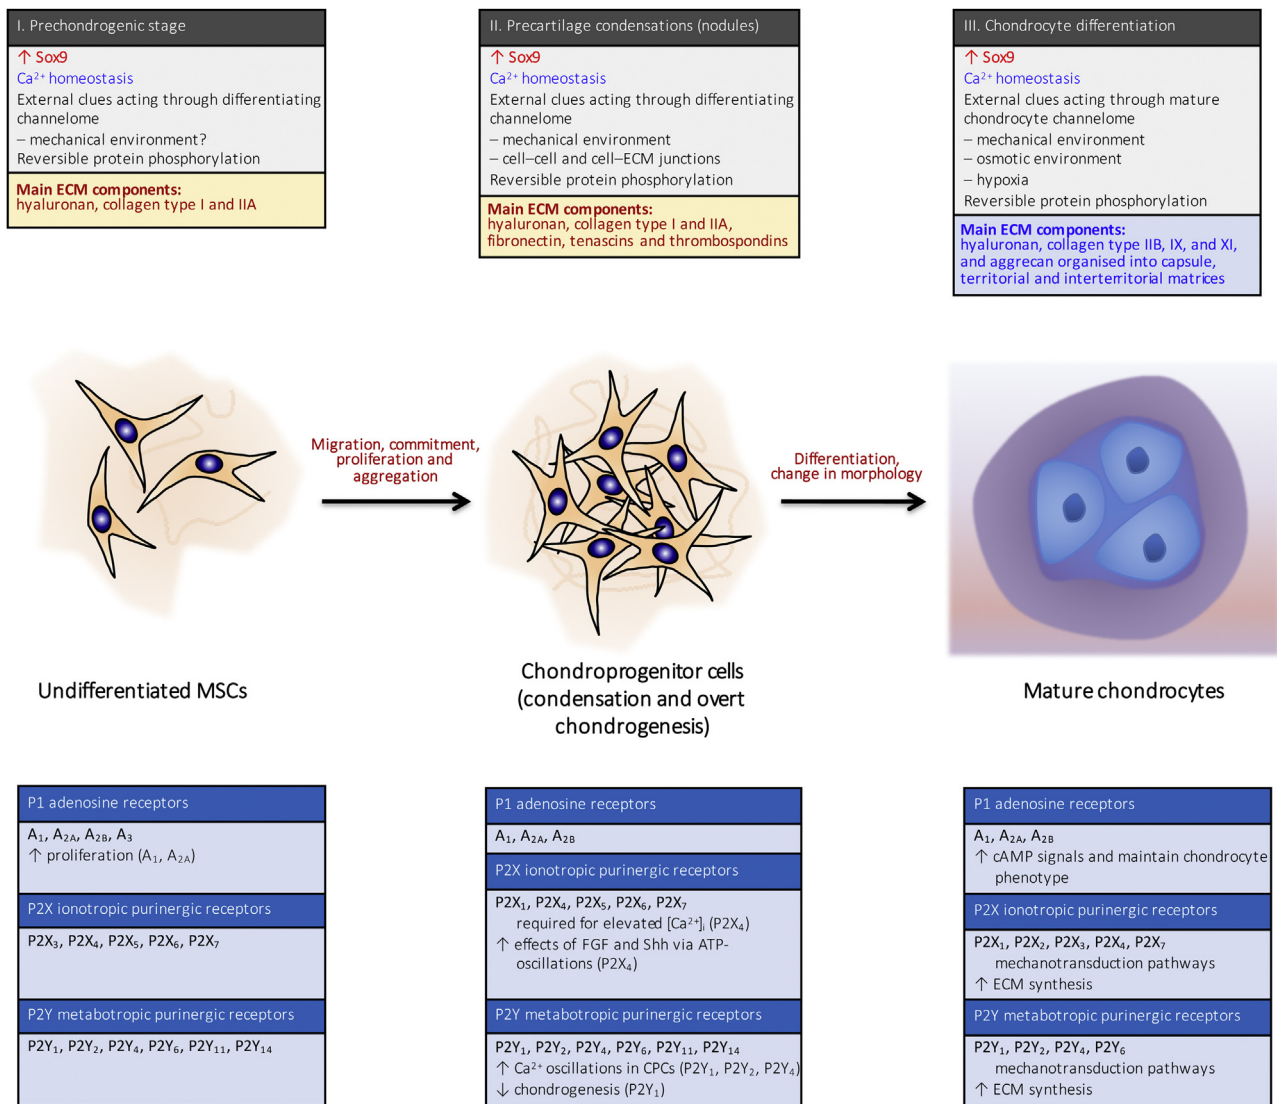 I. Prechondrogenic stage
↑ Sox9
Ca²⁺ homeostasis
External clues acting through differentiating
channelome
– mechanical environment?
Reversible protein phosphorylation
Main ECM components:
hyaluronan, collagen type I and IIA
II. Precartilage condensations (nodules)
↑ Sox9
Ca²⁺ homeostasis
External clues acting through differentiating
channelome
– mechanical environment
– cell–cell and cell–ECM junctions
Reversible protein phosphorylation
Main ECM components:
hyaluronan, collagen type I and IIA,
fibronectin, tenascins and thrombospondins
III. Chondrocyte differentiation
↑ Sox9
Ca²⁺ homeostasis
External clues acting through mature
chondrocyte channelome
– mechanical environment
– osmotic environment
– hypoxia
Reversible protein phosphorylation
Main ECM components:
hyaluronan, collagen type IIB, IX, and XI,
and aggrecan organised into capsule,
territorial and interterritorial matrices
Migration, commitment,
proliferation and
aggregation
Differentiation,
change in morphology
Undifferentiated MSCs
Chondroprogenitor cells
(condensation and overt
chondrogenesis)
Mature chondrocytes
P1 adenosine receptors
A₁, A₂A, A₂B, A₃
↑ proliferation (A₁, A₂A)
P2X ionotropic purinergic receptors
P2X₃, P2X₄, P2X₅, P2X₆, P2X₇
P2Y metabotropic purinergic receptors
P2Y₁, P2Y₂, P2Y₄, P2Y₆, P2Y₁₁, P2Y₁₄
P1 adenosine receptors
A₁, A₂A, A₂B
P2X ionotropic purinergic receptors
P2X₁, P2X₄, P2X₅, P2X₆, P2X₇
required for elevated [Ca²⁺]ᵢ (P2X₄)
↑ effects of FGF and Shh via ATP-
oscillations (P2X₄)
P2Y metabotropic purinergic receptors
P2Y₁, P2Y₂, P2Y₄, P2Y₆, P2Y₁₁, P2Y₁₄
↑ Ca²⁺ oscillations in CPCs (P2Y₁, P2Y₂, P2Y₄)
↓ chondrogenesis (P2Y₁)
P1 adenosine receptors
A₁, A₂A, A₂B
↑ cAMP signals and maintain chondrocyte
phenotype
P2X ionotropic purinergic receptors
P2X₁, P2X₂, P2X₃, P2X₄, P2X₇
mechanotransduction pathways
↑ ECM synthesis
P2Y metabotropic purinergic receptors
P2Y₁, P2Y₂, P2Y₄, P2Y₆
mechanotransduction pathways
↑ ECM synthesis